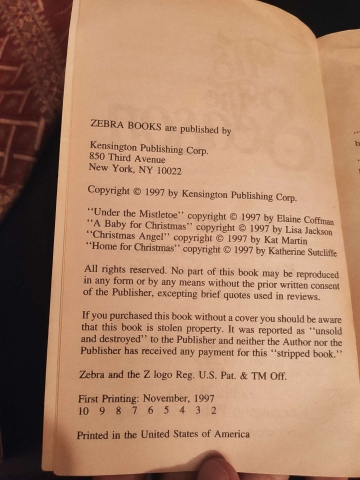 ZEBRA BOOKS are published by
Kensington Publishing Corp.
850 Third Avenue
New York, NY 10022
Copyright © 1997 by Kensington Publishing Corp.
"Under the Mistletoe" copyright © 1997 by Elaine Coffman
"A Baby for Christmas" copyright © 1997 by Lisa Jackson
"Christmas Angel" copyright © 1997 by Kat Martin
"Home for Christmas" copyright © 1997 by Katherine Sutcliffe
All rights reserved. No part of this book may be reproduced
in any form or by any means without the prior written consent
of the Publisher, excepting brief quotes used in reviews.
If you purchased this book without a cover you should be aware
that this book is stolen property. It was reported as "unsold
and destroyed" to the Publisher and neither the Author nor the
Publisher has received any payment for this "stripped book."
Zebra and the Z logo Reg. U.S. Pat. & TM Off.
First Printing: November, 1997
10 9 8 7 6 5 4 3 2
Printed in the United States of America